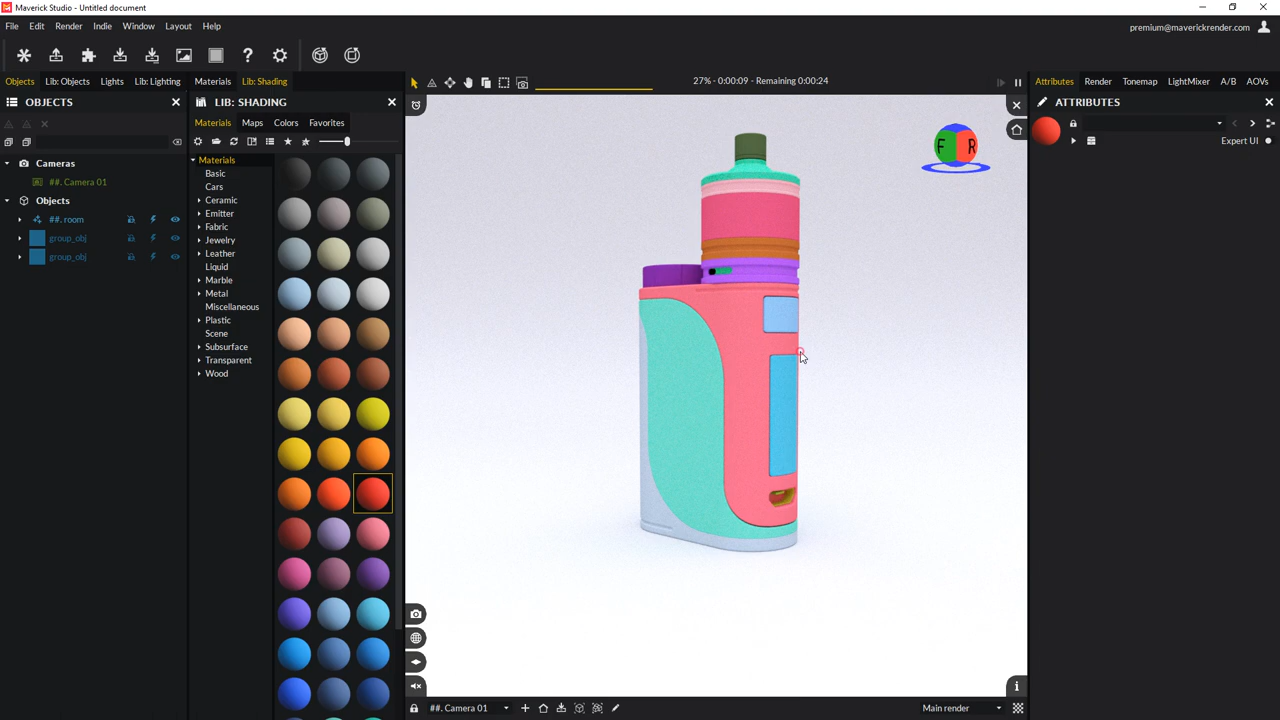 Maverick Studio - Untitled document
File Edit Render Indie Window Layout Help
premium@maverickrender.com
Objects Lib: Objects Lights Lib: Lighting Materials Lib: Shading
27% - 0:00:09 - Remaining 0:00:24
Attributes Render Tonemap LightMixer A/B AOVs
OBJECTS
LIB: SHADING
ATTRIBUTES
Materials Maps Colors Favorites
Expert UI
Cameras
##. Camera 01
Objects
##. room
group_obj
group_obj
Materials
Basic
Cars
Ceramic
Emitter
Fabric
Jewelry
Leather
Liquid
Marble
Metal
Miscellaneous
Plastic
Scene
Subsurface
Transparent
Wood
F R
##. Camera 01
Main render